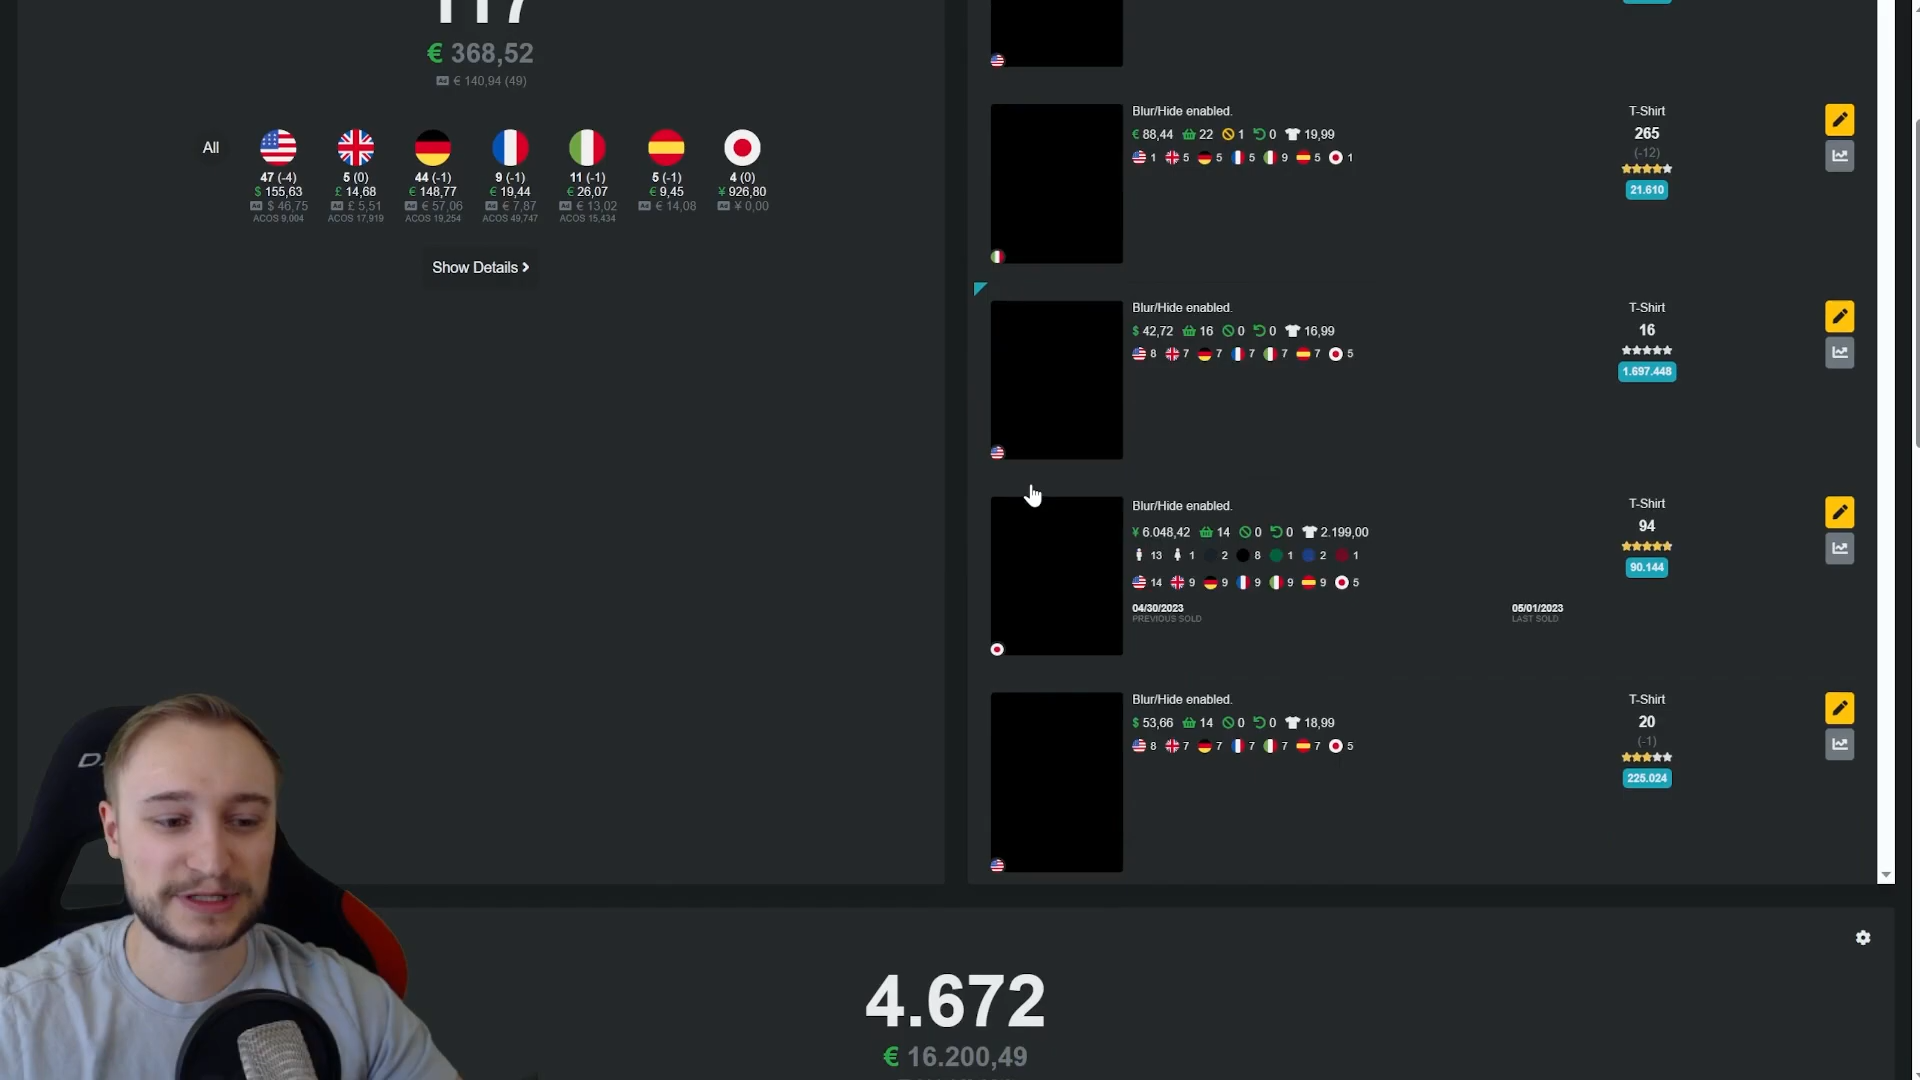 117
€ 368,52
Ad € 140,94 (49)
All
47 (-4) 5 (0) 44 (-1) 9 (-1) 11 (-1) 5 (-1) 4 (0)
$ 155,63 £ 14,68 € 148,77 € 19,44 € 26,07 € 9,45 ¥ 926,80
Ad $ 46,75 Ad £ 5,51 Ad € 57,06 Ad € 7,87 Ad € 13,02 Ad € 14,08 Ad ¥ 0,00
ACOS 9,004 ACOS 17,919 ACOS 19,254 ACOS 49,747 ACOS 15,434
Show Details
Blur/Hide enabled.
€ 88,44 22 1 0 19,99
1 5 5 5 9 5 1
T-Shirt
265
(-12)
21.610
Blur/Hide enabled.
$ 42,72 16 0 0 16,99
8 7 7 7 7 7 5
T-Shirt
16
1.697.448
Blur/Hide enabled.
¥ 6.048,42 14 0 0 2.199,00
13 1 2 8 1 2 1
14 9 9 9 9 9 5
04/30/2023 05/01/2023
PREVIOUS SOLD LAST SOLD
T-Shirt
94
90.144
Blur/Hide enabled.
$ 53,66 14 0 0 18,99
8 7 7 7 7 7 5
T-Shirt
20
(-1)
225.024
4.672
€ 16.200,49